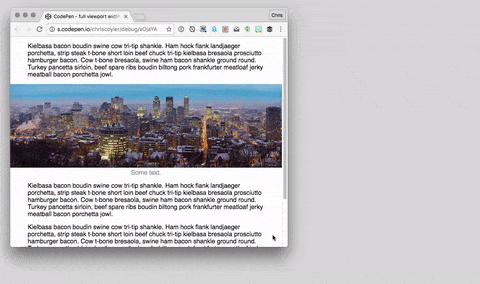 CodePen - full viewport widt
Chris
s.codepen.io/chriscoyier/debug/xOjaYA
Kielbasa bacon boudin swine cow tri-tip shankle. Ham hock flank landjaeger
porchetta, strip steak t-bone short loin beef chuck tri-tip kielbasa bresaola prosciutto
hamburger bacon. Cow t-bone bresaola, swine ham bacon porchetta ground round.
Turkey pancetta sirloin, beef spare ribs boudin biltong pork frankfurter meatloaf jerky
meatball bacon porchetta jowl.
Some text.
Kielbasa bacon boudin swine cow tri-tip shankle. Ham hock flank landjaeger
porchetta, strip steak t-bone short loin beef chuck tri-tip kielbasa bresaola prosciutto
hamburger bacon. Cow t-bone bresaola, swine ham bacon porchetta ground round.
Turkey pancetta sirloin, beef spare ribs boudin biltong pork frankfurter meatloaf jerky
meatball bacon porchetta jowl.
Kielbasa bacon boudin swine cow tri-tip shankle. Ham hock flank landjaeger
porchetta, strip steak t-bone short loin beef chuck tri-tip kielbasa bresaola prosciutto
hamburger bacon. Cow t-bone bresaola, swine ham bacon porchetta ground round.